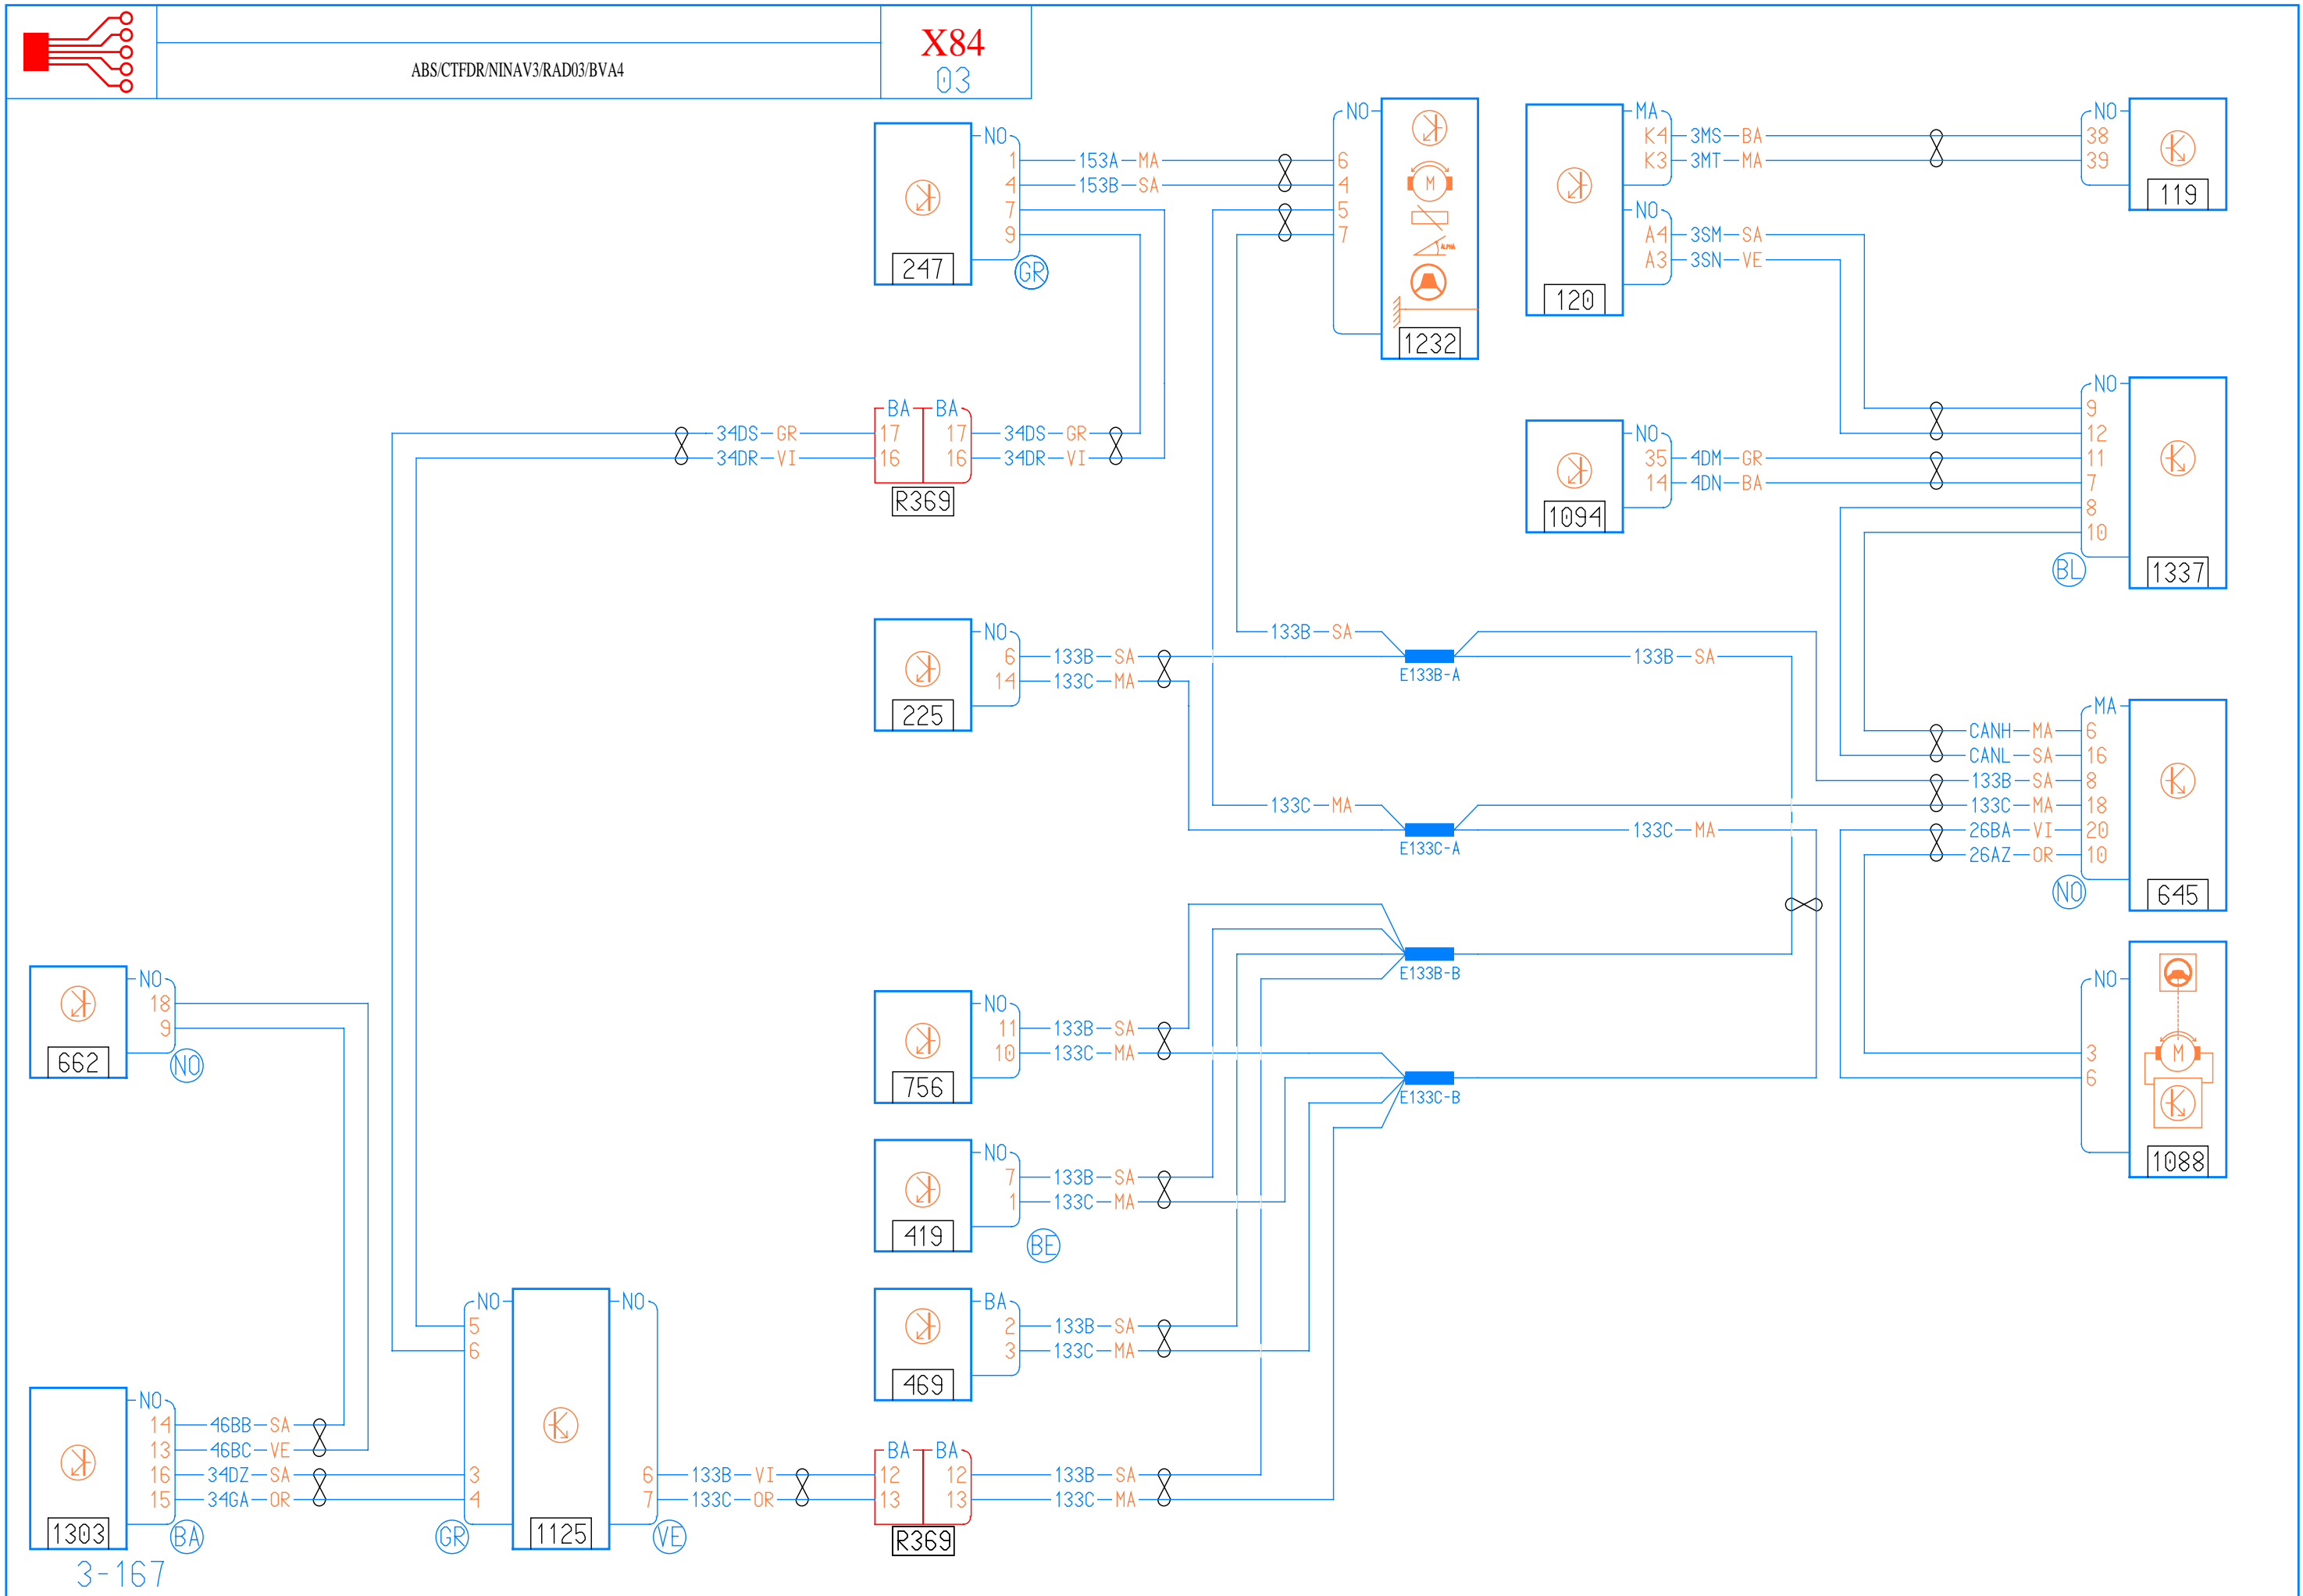 ABS/CTFDR/NINAV3/RAD03/BVA4
X84
03
NO
1 153A MA
4 153B SA
7
9
247
GR
NO
6
4
5
7
ALPHA
M
1232
MA
K4 3MS BA
K3 3MT MA
NO
A4 3SM SA
A3 3SN VE
120
NO
38
39
119
34DS GR
34DR VI
BA BA
17 17
16 16
34DS GR
34DR VI
R369
NO
35 4DM GR
14 4DN BA
1094
NO
9
12
11
7
8
10
BL
1337
NO
6 133B SA
14 133C MA
225
133B SA
E133B-A
133B SA
133C MA
E133C-A
133C MA
MA
CANH MA 6
CANL SA 16
133B SA 8
133C MA 18
26BA VI 20
26AZ OR 10
NO
645
E133B-B
NO
18
9
662
NO
NO
11 133B SA
10 133C MA
756
E133C-B
NO
3
6
M
1088
NO
7 133B SA
1 133C MA
419
BE
BA
2 133B SA
3 133C MA
469
NO
14 46BB SA
13 46BC VE
16 34DZ SA
15 34GA OR
1303
BA
NO
5
6
3
4
GR
1125
NO
6 133B VI
7 133C OR
VE
BA BA
12 12
13 13
133B SA
133C MA
R369
3-167